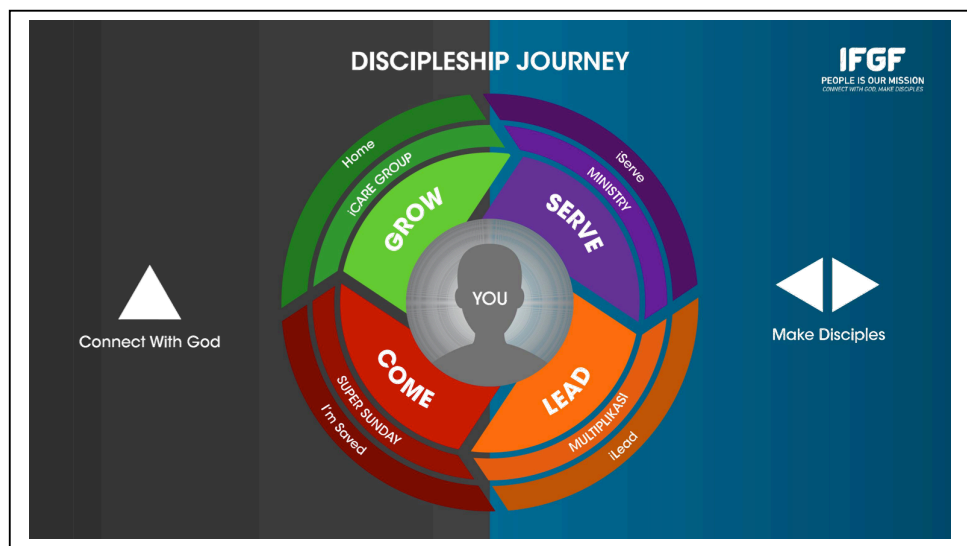 DISCIPLESHIP JOURNEY
IFGF
PEOPLE IS OUR MISSION
CONNECT WITH GOD, MAKE DISCIPLES
Home
iCARE GROUP
GROW
iServe
MINISTRY
SERVE
YOU
Connect With God
Make Disciples
COME
SUPER SUNDAY
I'm Saved
LEAD
MULTIPLIKASI
iLead